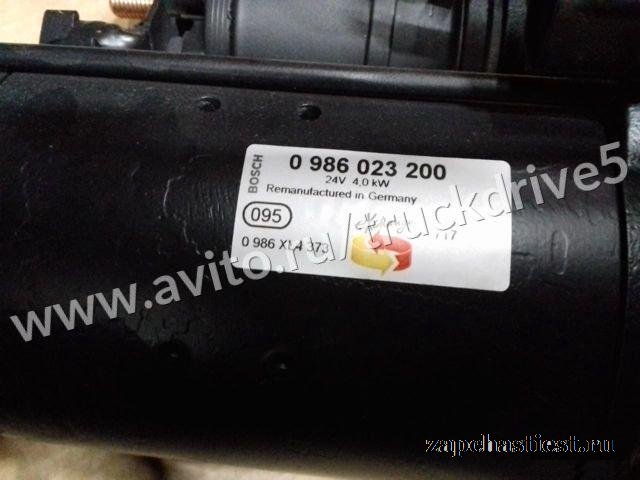 BOSCH
0 986 023 200
24V 4,0 kW
Remanufactured in Germany
095
0 986 XL4 373
717
www.avito.ru/truckdrive5
zapchastiest.ru